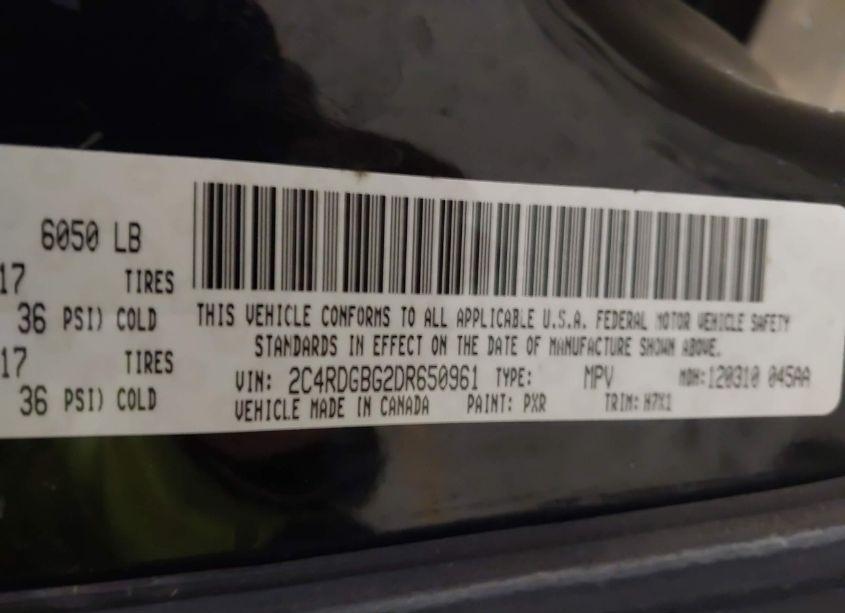 6050 LB
17 TIRES
36 PSI) COLD
17 TIRES
36 PSI) COLD
THIS VEHICLE CONFORMS TO ALL APPLICABLE U.S.A. FEDERAL MOTOR VEHICLE SAFETY
STANDARDS IN EFFECT ON THE DATE OF MANUFACTURE SHOWN ABOVE.
VIN: 2C4RDGBG2DR650961 TYPE: MPV MDH:120310 045AA
VEHICLE MADE IN CANADA PAINT: PXR TRIM: H7X1